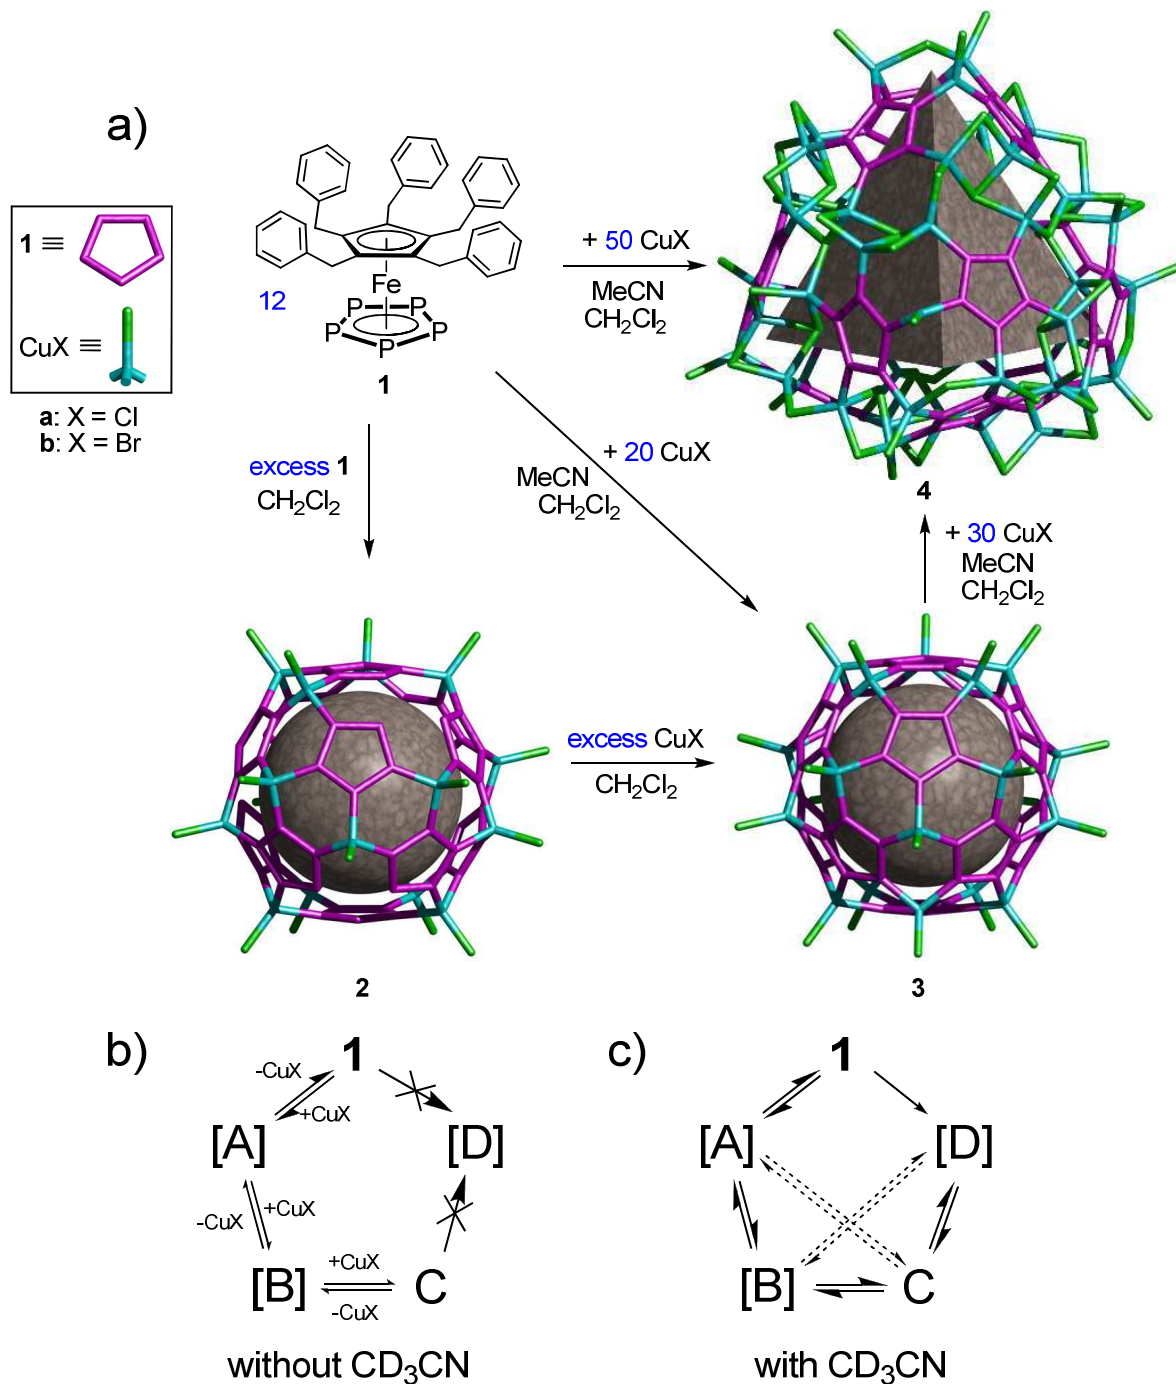 a)
1 ≡
CuX ≡
a: X = Cl
b: X = Br
Fe
P P P P P
12
1
+ 50 CuX
MeCN
CH₂Cl₂
4
excess 1
CH₂Cl₂
+ 20 CuX
MeCN
CH₂Cl₂
+ 30 CuX
MeCN
CH₂Cl₂
excess CuX
CH₂Cl₂
2
3
b)
1
-CuX
+CuX
[A]
[D]
-CuX
+CuX
[B]
+CuX
-CuX
C
without CD₃CN
c)
1
[A]
[D]
[B]
C
with CD₃CN